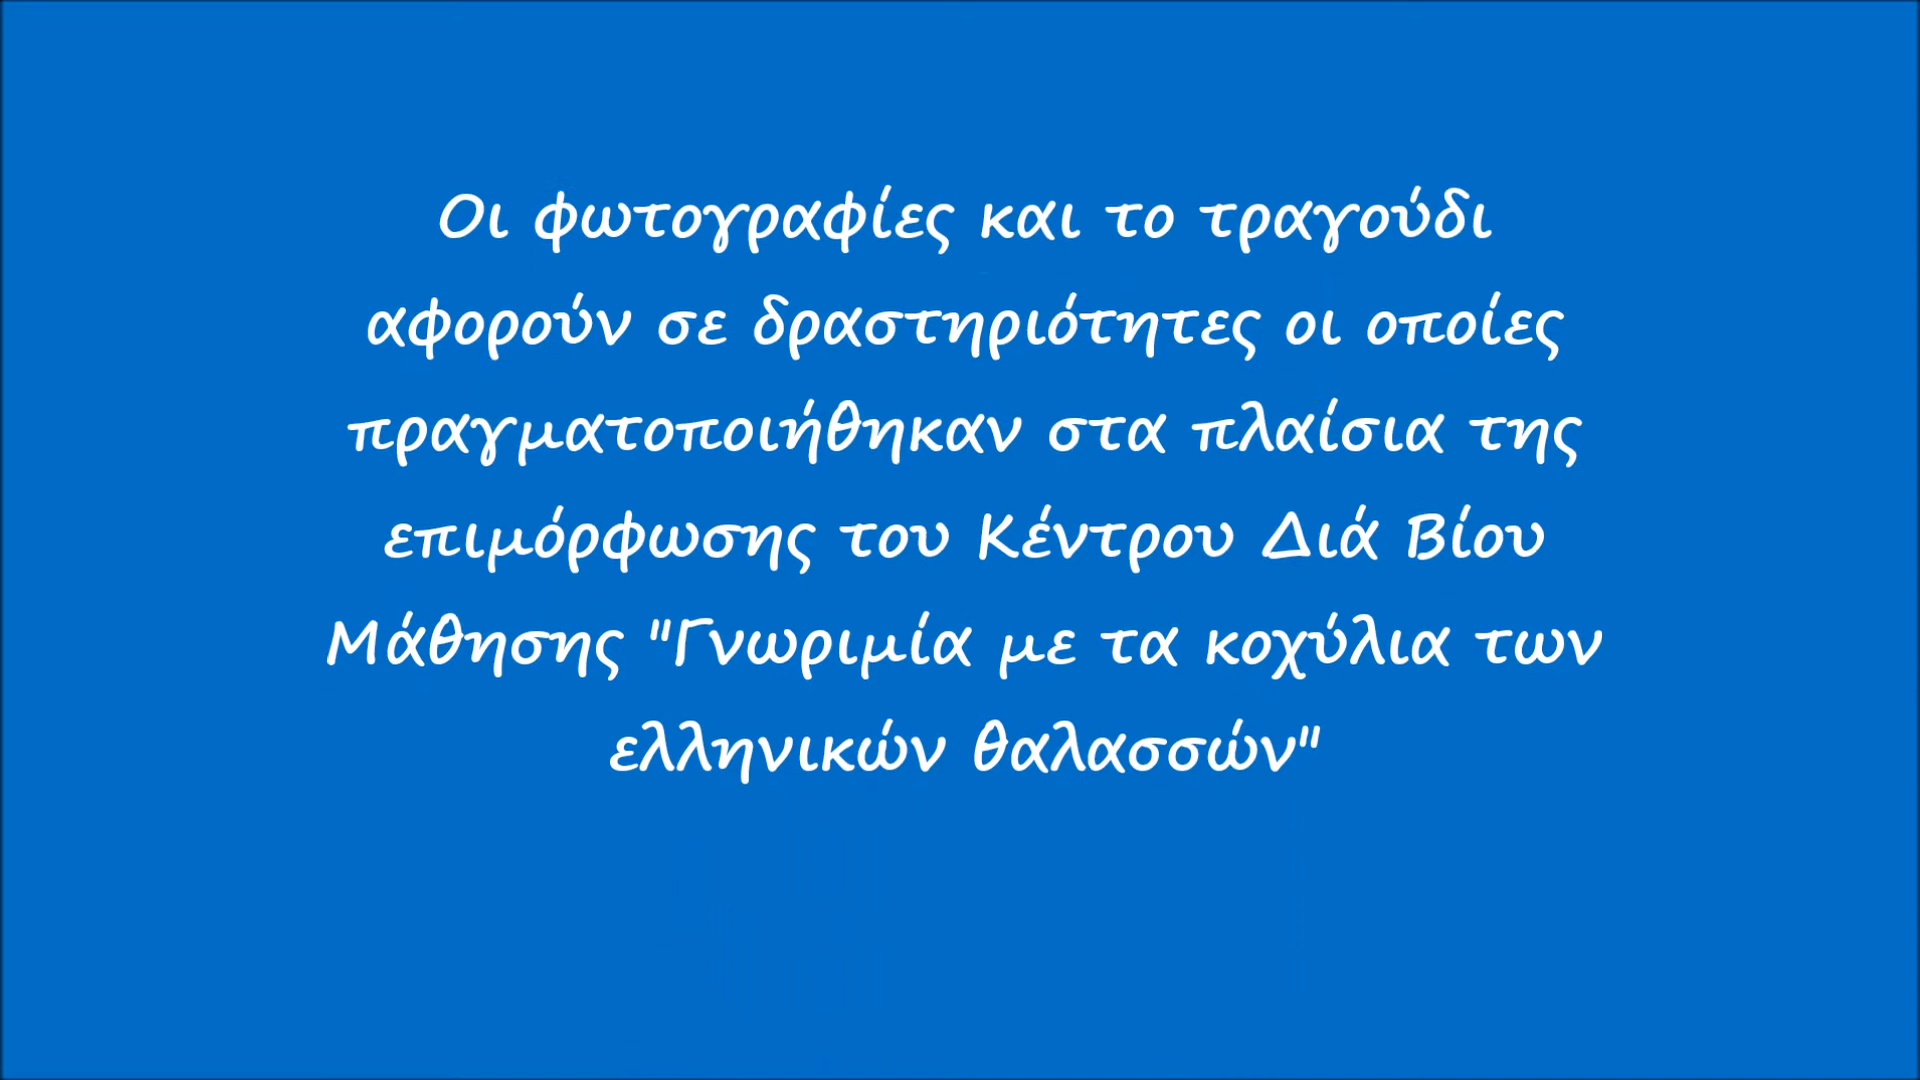 Οι φωτογραφίες και το τραγούδι
αφορούν σε δραστηριότητες οι οποίες
πραγματοποιήθηκαν στα πλαίσια της
επιμόρφωσης του Κέντρου Διά Βίου
Μάθησης "Γνωριμία με τα κοχύλια των
ελληνικών θαλασσών"